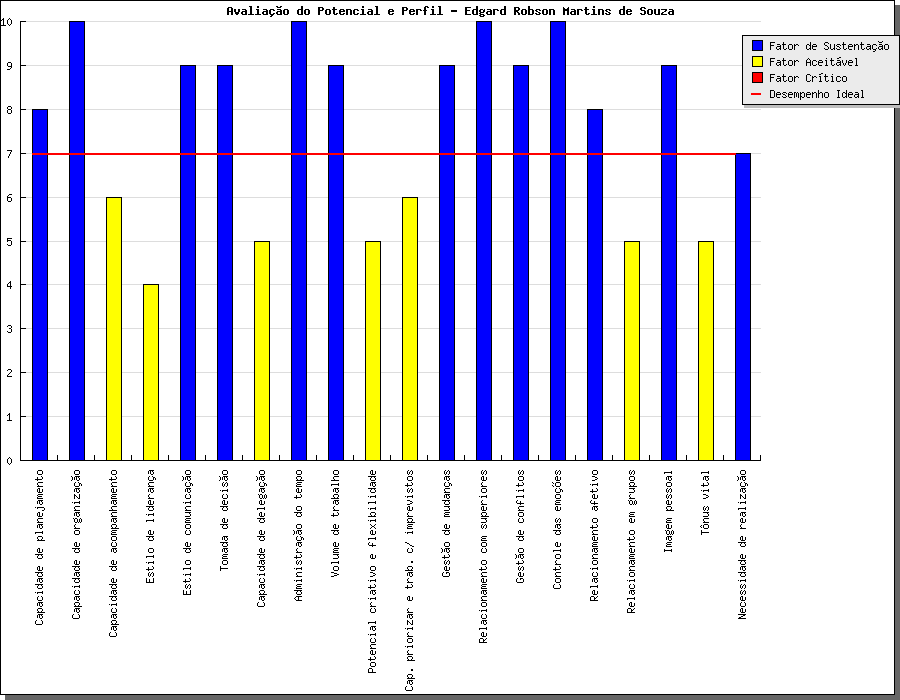 Avaliação do Potencial e Perfil - Edgard Robson Martins de Souza
10
9
8
7
6
5
4
3
2
1
0
Fator de Sustentação
Fator Aceitável
Fator Crítico
Desempenho Ideal
Capacidade de planejamento
Capacidade de organização
Capacidade de acompanhamento
Estilo de liderança
Estilo de comunicação
Tomada de decisão
Capacidade de delegação
Administração do tempo
Volume de trabalho
Potencial criativo e flexibilidade
Cap. priorizar e trab. c/ imprevistos
Gestão de mudanças
Relacionamento com superiores
Gestão de conflitos
Controle das emoções
Relacionamento afetivo
Relacionamento em grupos
Imagem pessoal
Tônus vital
Necessidade de realização